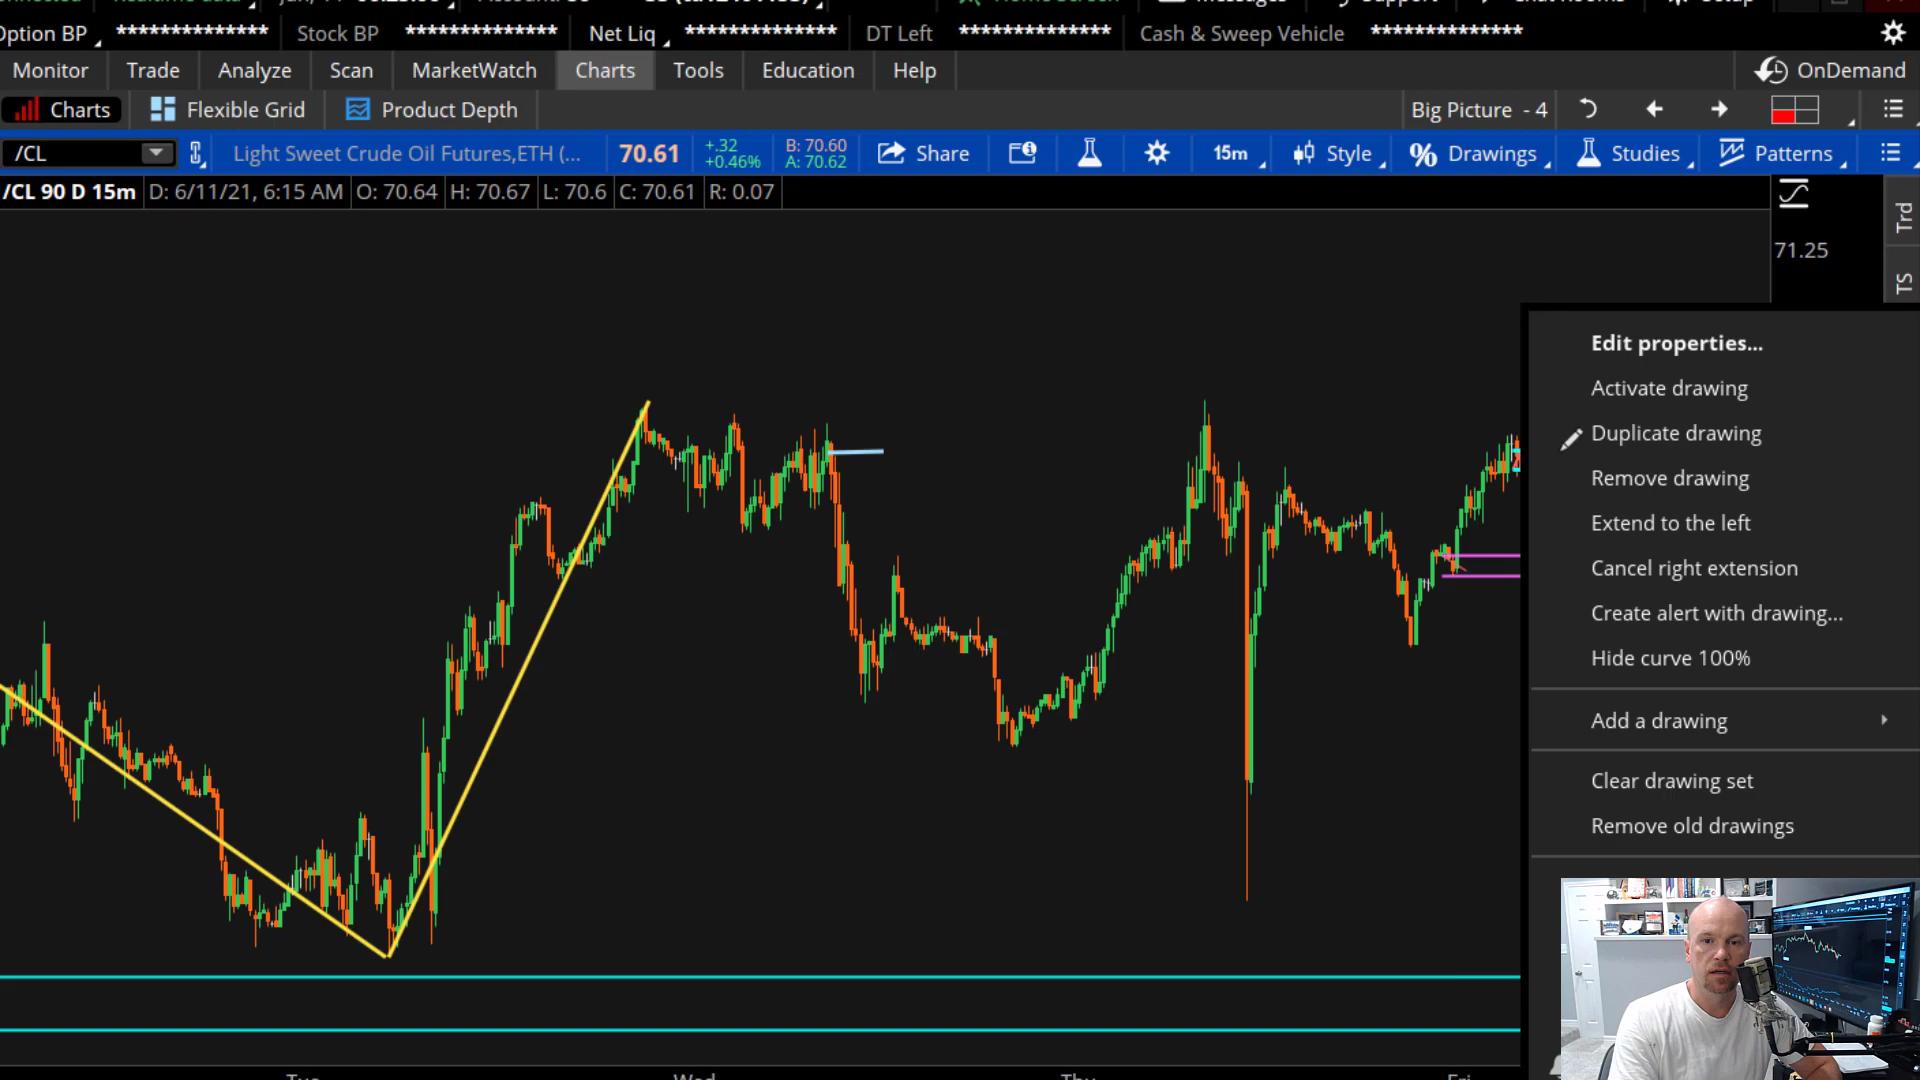 Option BP ************** Stock BP ************** Net Liq ************** DT Left ************** Cash & Sweep Vehicle **************
Monitor Trade Analyze Scan MarketWatch Charts Tools Education Help OnDemand
Charts Flexible Grid Product Depth Big Picture - 4
/CL Light Sweet Crude Oil Futures,ETH (... 70.61 +.32 +0.46% B: 70.60 A: 70.62 Share 15m Style Drawings Studies Patterns
/CL 90 D 15m D: 6/11/21, 6:15 AM O: 70.64 H: 70.67 L: 70.6 C: 70.61 R: 0.07
Trd
71.25
TS
Edit properties...
Activate drawing
Duplicate drawing
Remove drawing
Extend to the left
Cancel right extension
Create alert with drawing...
Hide curve 100%
Add a drawing
Clear drawing set
Remove old drawings
Tue Wed Thu Fri